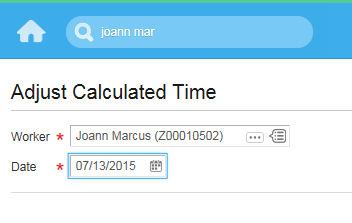 joann mar
Adjust Calculated Time
Worker * Joann Marcus (Z00010502)
Date * 07/13/2015